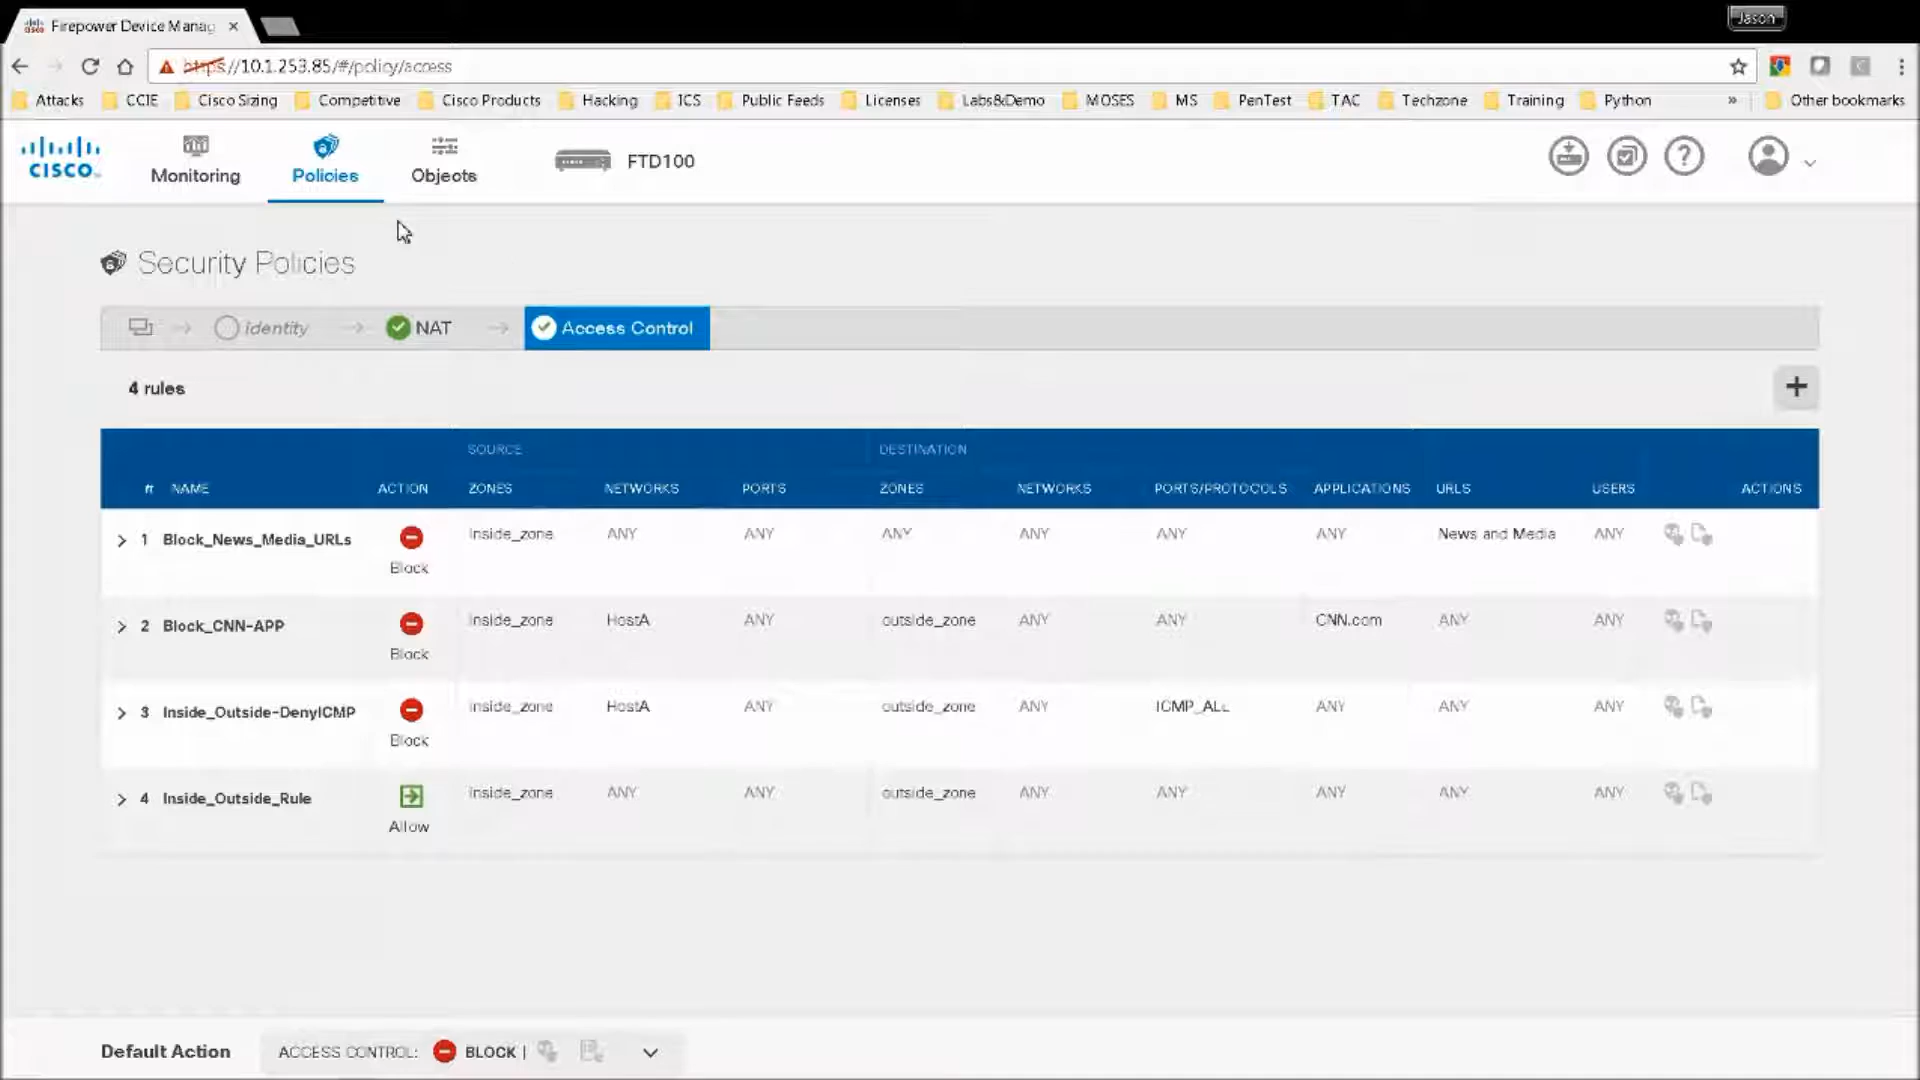 Jason
Firepower Device Manag
https://10.1.253.85/#/policy/access
Attacks CCIE Cisco Sizing Competitive Cisco Products Hacking ICS Public Feeds Licenses Labs&Demo MOSES MS PenTest TAC Techzone Training Python » Other bookmarks
CISCO Monitoring Policies Objects FTD100
Security Policies
Identity NAT Access Control
4 rules
SOURCE DESTINATION
# NAME ACTION ZONES NETWORKS PORTS ZONES NETWORKS PORTS/PROTOCOLS APPLICATIONS URLS USERS ACTIONS
1 Block_News_Media_URLs Block inside_zone ANY ANY ANY ANY ANY ANY News and Media ANY
2 Block_CNN-APP Block inside_zone HostA ANY outside_zone ANY ANY CNN.com ANY ANY
3 Inside_Outside-DenyICMP Block inside_zone HostA ANY outside_zone ANY ICMP_ALL ANY ANY ANY
4 Inside_Outside_Rule Allow inside_zone ANY ANY outside_zone ANY ANY ANY ANY ANY
Default Action ACCESS CONTROL: BLOCK |